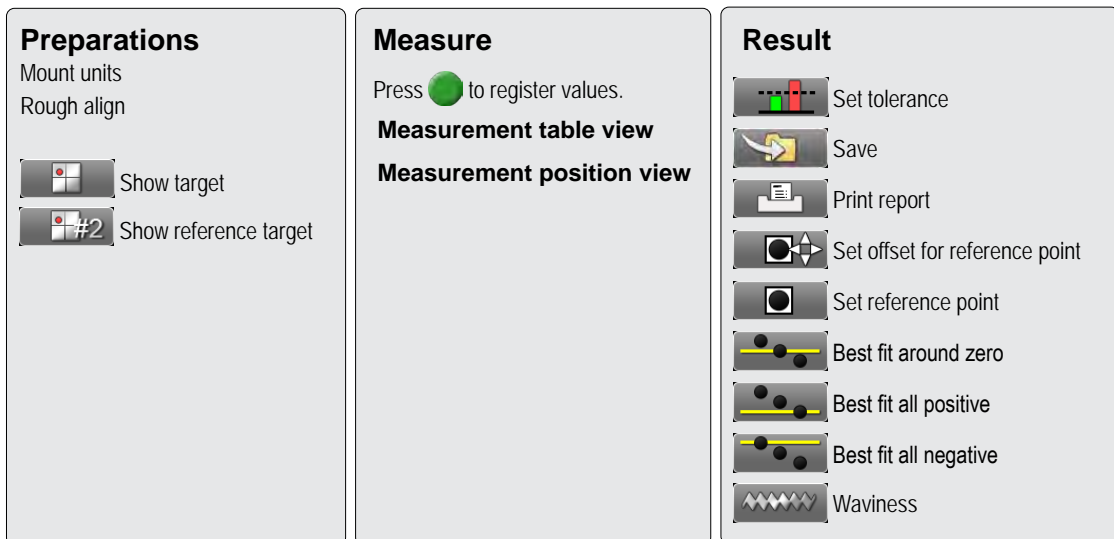 Preparations
Mount units
Rough align
Show target
#2 Show reference target
Measure
Press to register values.
Measurement table view
Measurement position view
Result
Set tolerance
Save
Print report
Set offset for reference point
Set reference point
Best fit around zero
Best fit all positive
Best fit all negative
Waviness